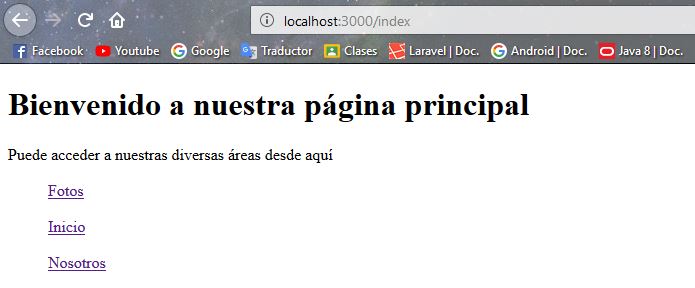 localhost:3000/index
Facebook Youtube Google Traductor Clases Laravel | Doc. Android | Doc. Java 8 | Doc.
Bienvenido a nuestra página principal
Puede acceder a nuestras diversas áreas desde aquí
Fotos
Inicio
Nosotros